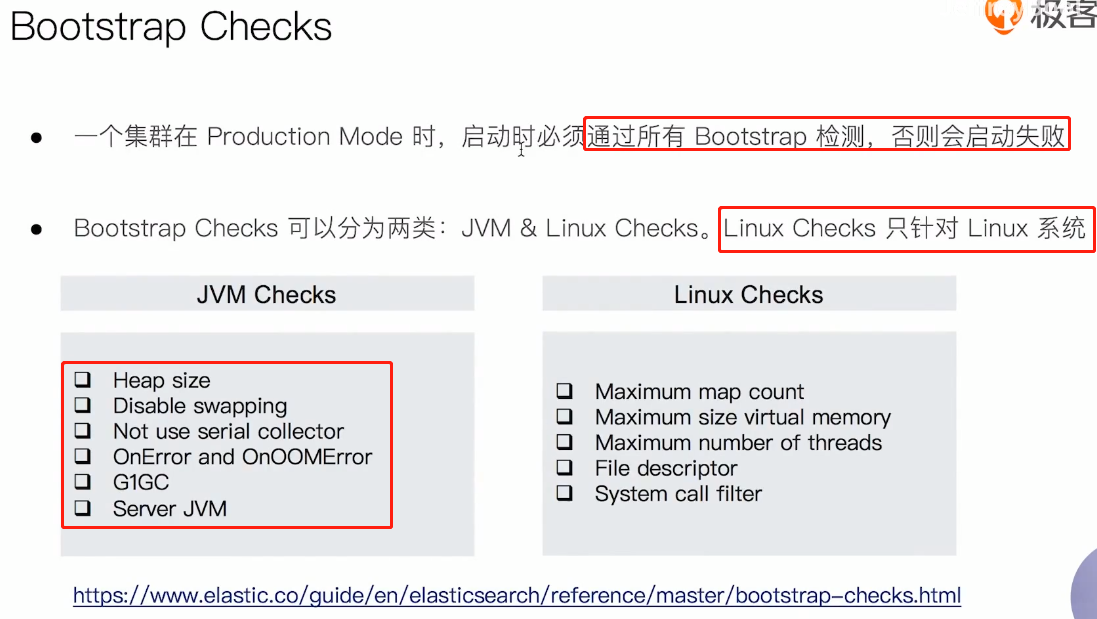 Bootstrap Checks
极客
● 一个集群在 Production Mode 时，启动时必须通过所有 Bootstrap 检测，否则会启动失败
● Bootstrap Checks 可以分为两类：JVM & Linux Checks。Linux Checks 只针对 Linux 系统
JVM Checks
❑ Heap size
❑ Disable swapping
❑ Not use serial collector
❑ OnError and OnOOMError
❑ G1GC
❑ Server JVM
Linux Checks
❑ Maximum map count
❑ Maximum size virtual memory
❑ Maximum number of threads
❑ File descriptor
❑ System call filter
https://www.elastic.co/guide/en/elasticsearch/reference/master/bootstrap-checks.html